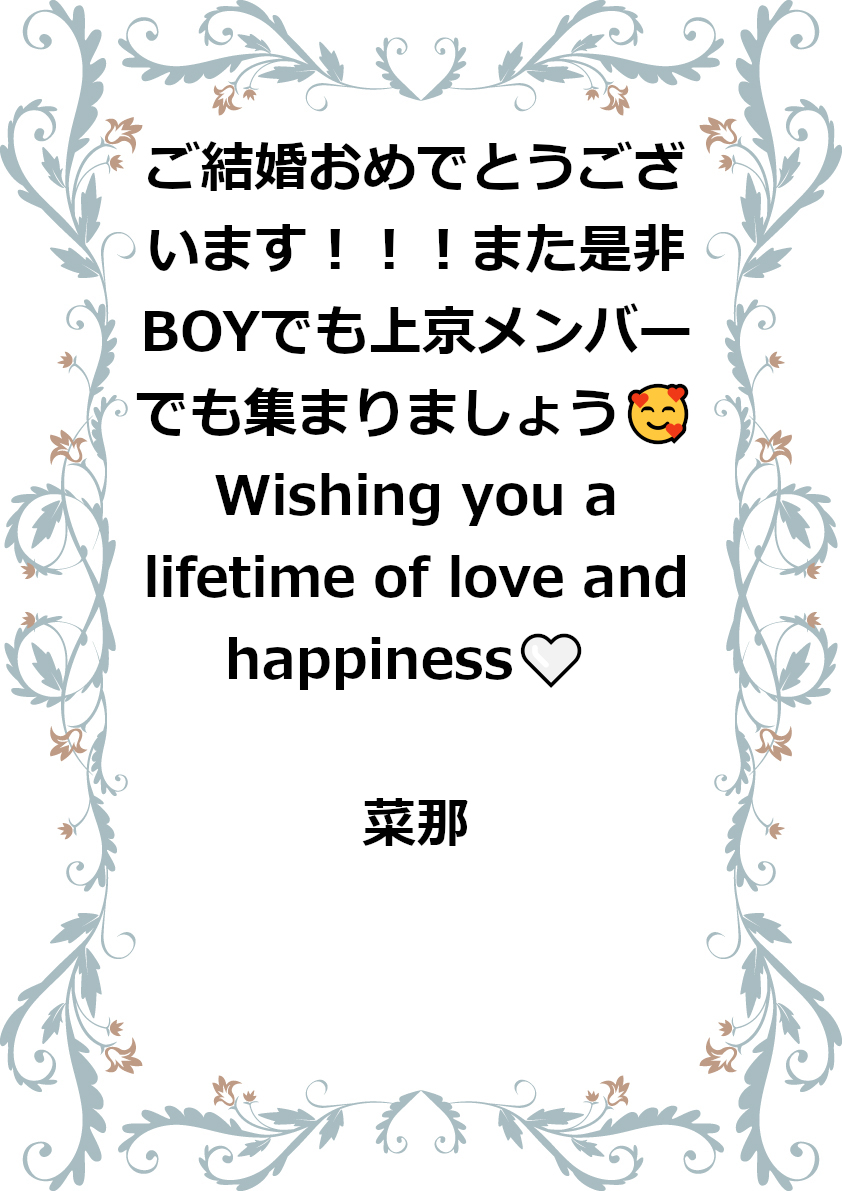 ご結婚おめでとうござ
います！！！また是非
BOYでも上京メンバー
でも集まりましょう🥰
Wishing you a
lifetime of love and
happiness🤍
菜那